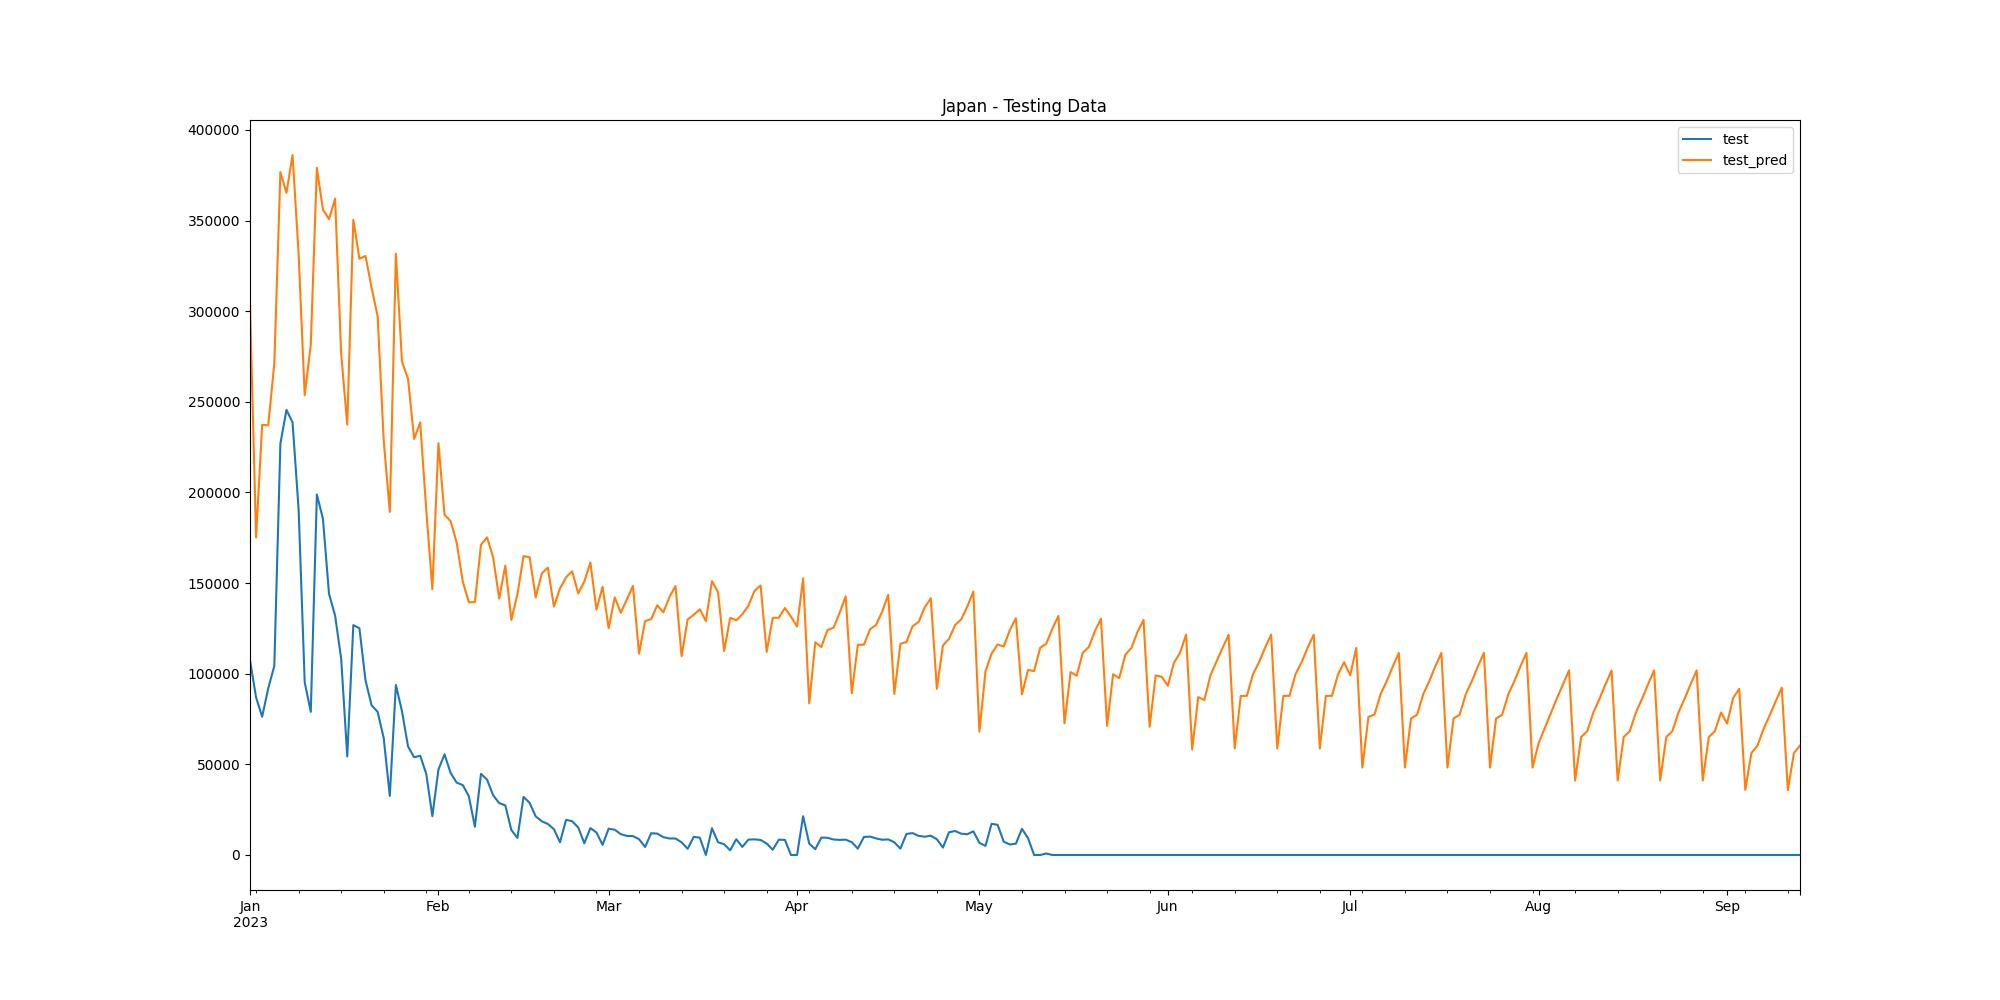 Japan - Testing Data
test
test_pred
400000
350000
300000
250000
200000
150000
100000
50000
0
Jan Feb Mar Apr May Jun Jul Aug Sep
2023